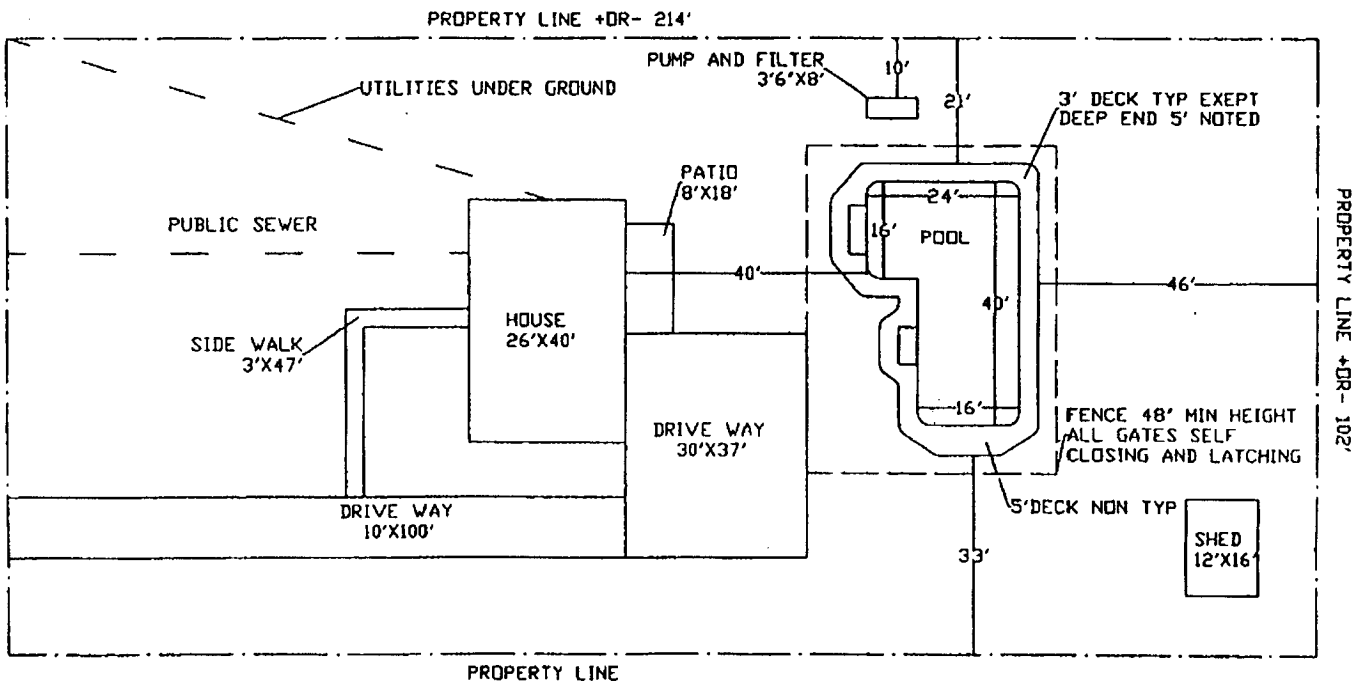 PROPERTY LINE +OR- 214'
PUMP AND FILTER
3'6"X8'
10'
21'
UTILITIES UNDER GROUND
3' DECK TYP EXEPT
DEEP END 5' NOTED
PATIO
8'X18'
24'
PUBLIC SEWER
16'
POOL
PROPERTY LINE +OR- 102'
40'
46'
40'
HOUSE
26'X40'
SIDE WALK
3'X47'
16'
FENCE 48' MIN HEIGHT
ALL GATES SELF
CLOSING AND LATCHING
DRIVE WAY
30'X37'
DRIVE WAY
10'X100'
5'DECK NON TYP
SHED
12'X16'
33'
PROPERTY LINE